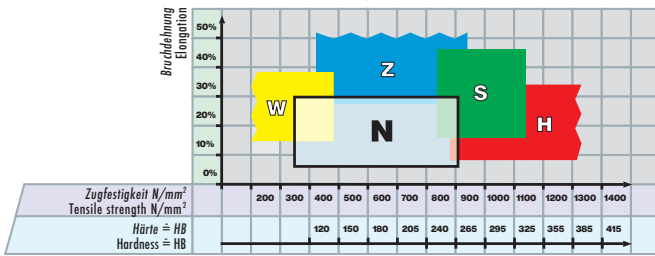 Bruchdehnung
Elongation
50%
40%
30%
20%
10%
0%
W
Z
N
S
H
Zugfestigkeit N/mm²
Tensile strength N/mm²
200 300 400 500 600 700 800 900 1000 1100 1200 1300 1400
Härte ≙ HB
Hardness ≙ HB
120 150 180 205 240 265 295 325 355 385 415